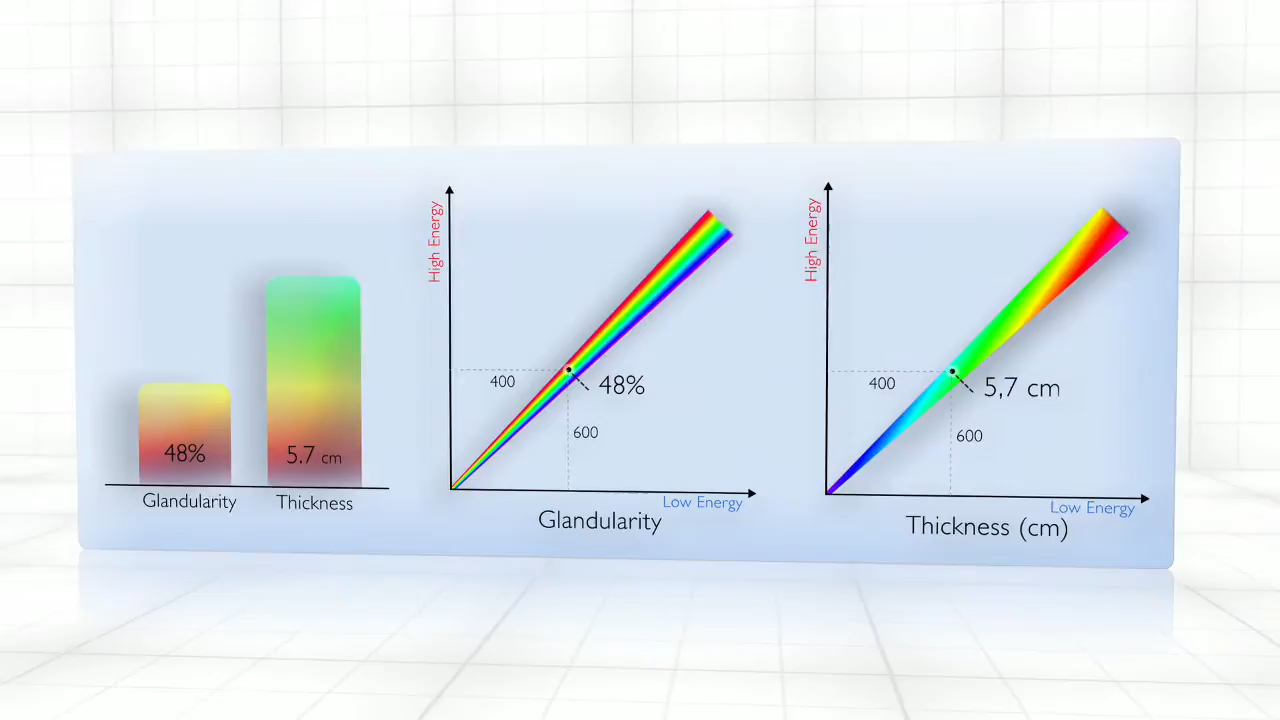 48%
5.7 cm
Glandularity
Thickness
High Energy
400
48%
600
Low Energy
Glandularity
High Energy
400
5,7 cm
600
Low Energy
Thickness (cm)